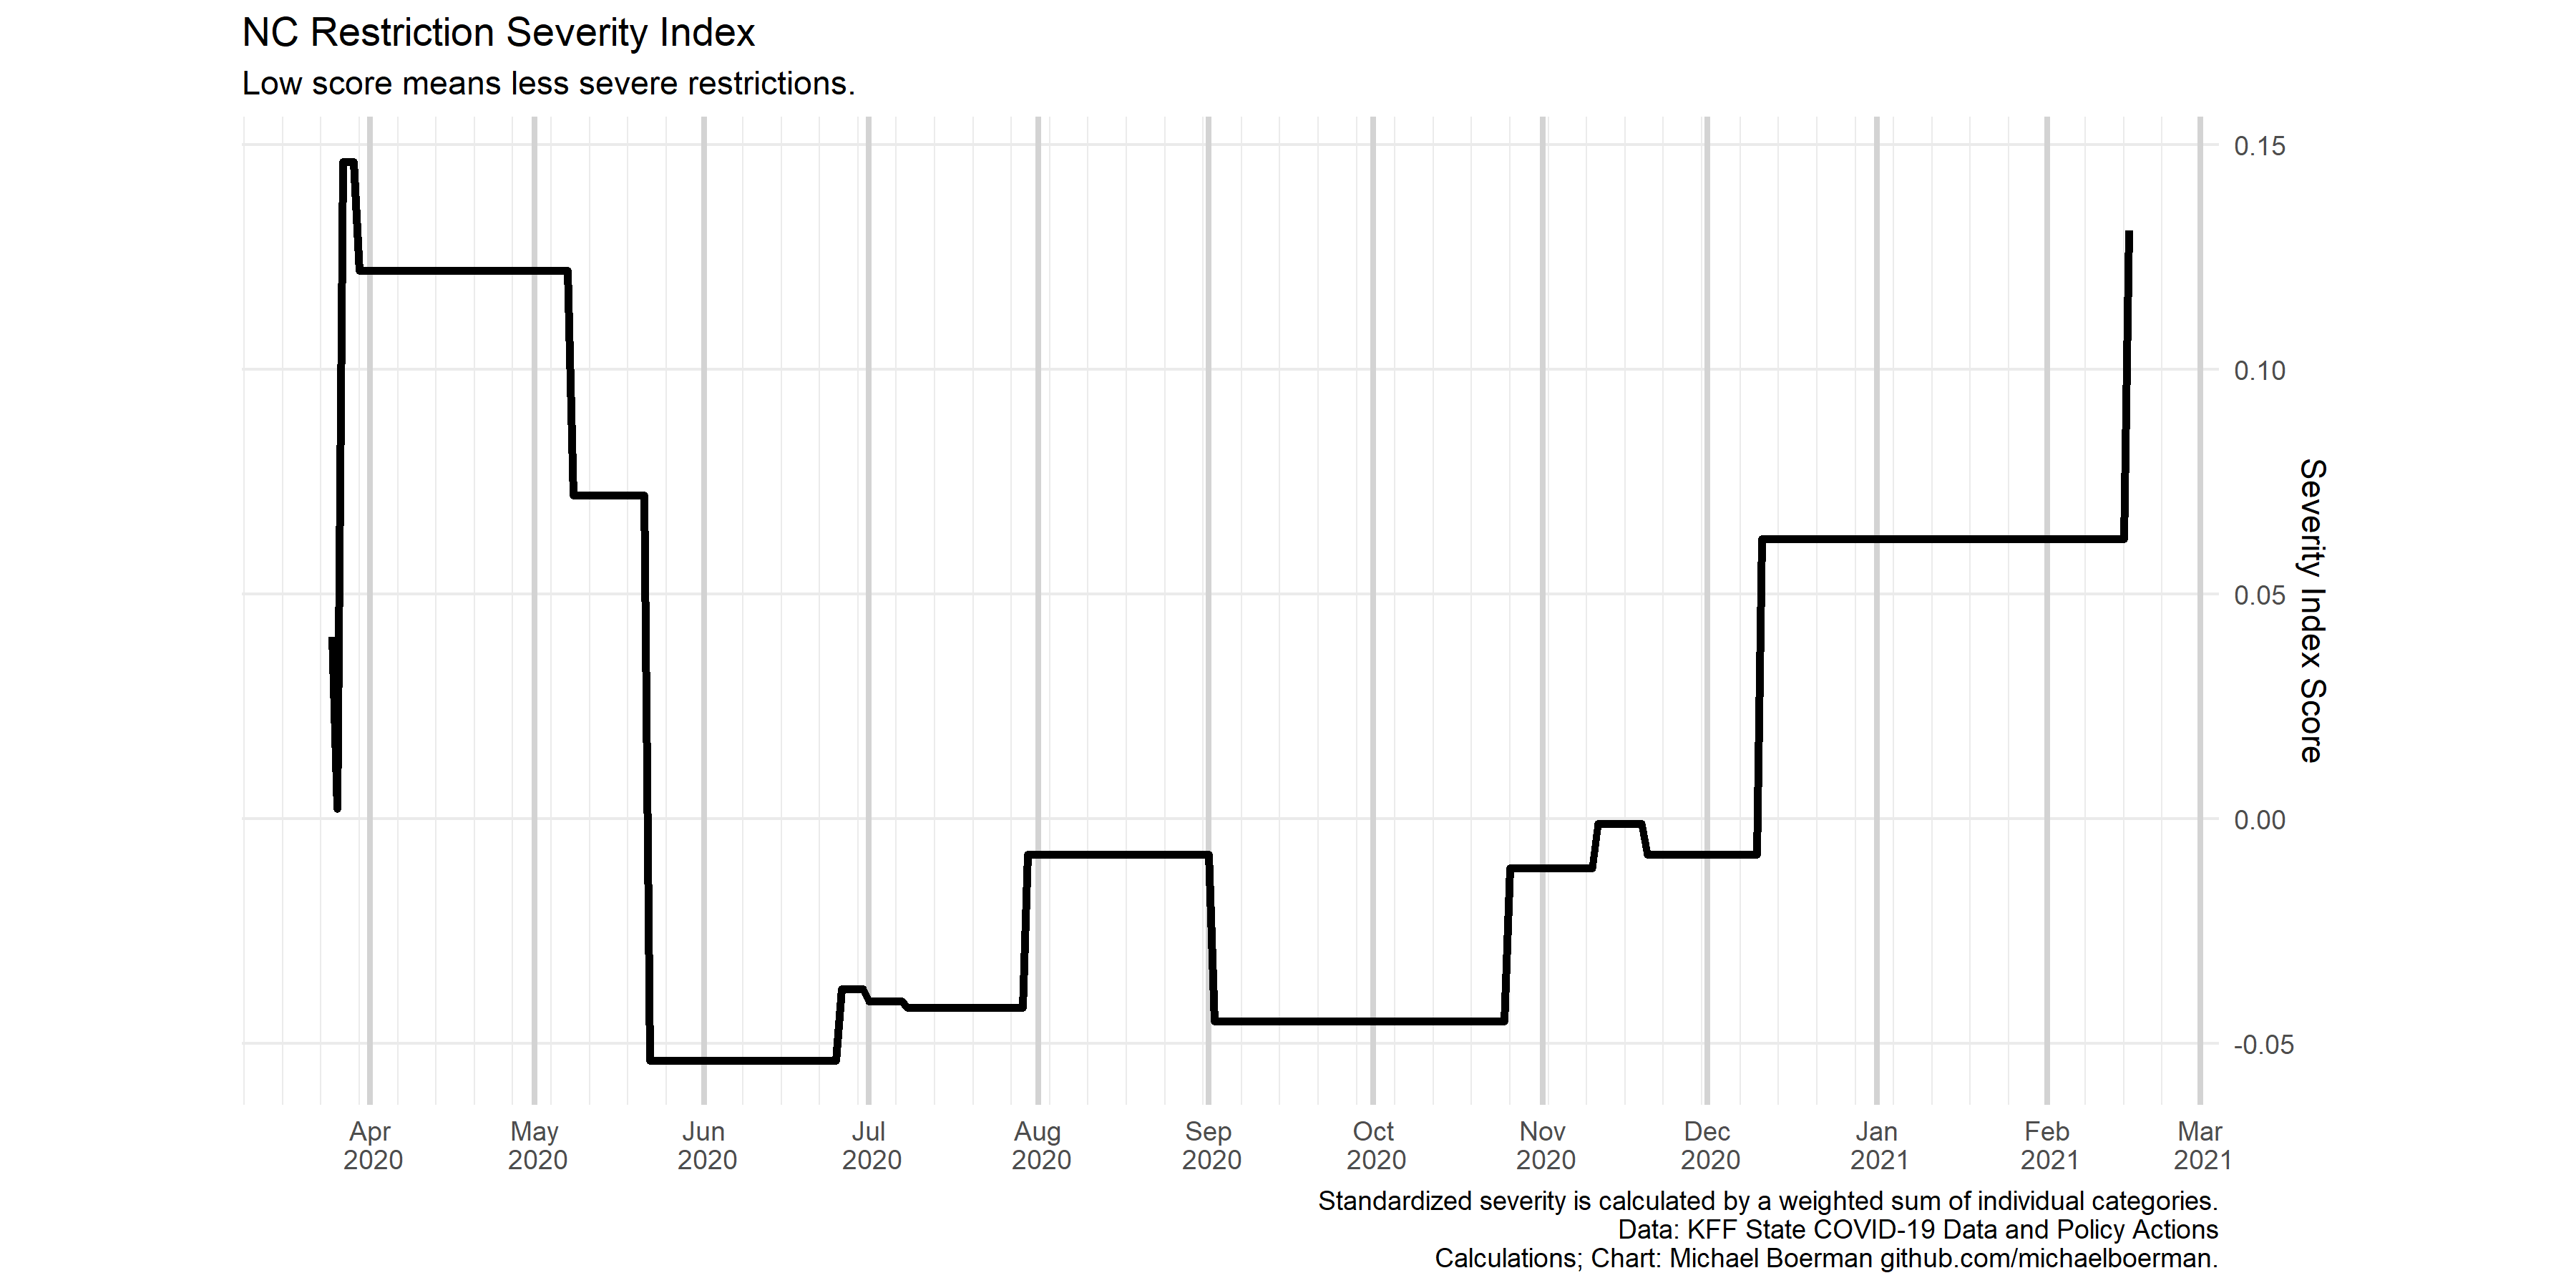 NC Restriction Severity Index
Low score means less severe restrictions.
0.15
0.10
0.05
0.00
-0.05
Severity Index Score
Apr 2020
May 2020
Jun 2020
Jul 2020
Aug 2020
Sep 2020
Oct 2020
Nov 2020
Dec 2020
Jan 2021
Feb 2021
Mar 2021
Standardized severity is calculated by a weighted sum of individual categories.
Data: KFF State COVID-19 Data and Policy Actions
Calculations; Chart: Michael Boerman github.com/michaelboerman.